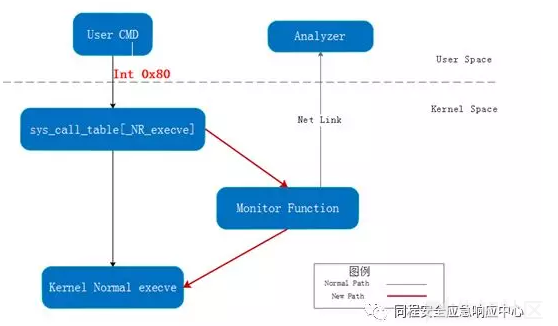 User CMD
Analyzer
Int 0x80
User Space
Kernel Space
sys_call_table[_NR_execve]
Net Link
Monitor Function
Kernel Normal execve
图例
Normal Path
New Path
同程安全应急响应中心